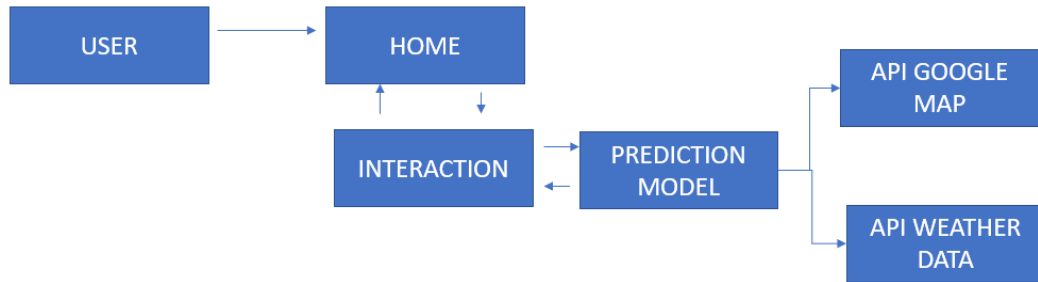 USER
HOME
API GOOGLE
MAP
INTERACTION
PREDICTION
MODEL
API WEATHER
DATA